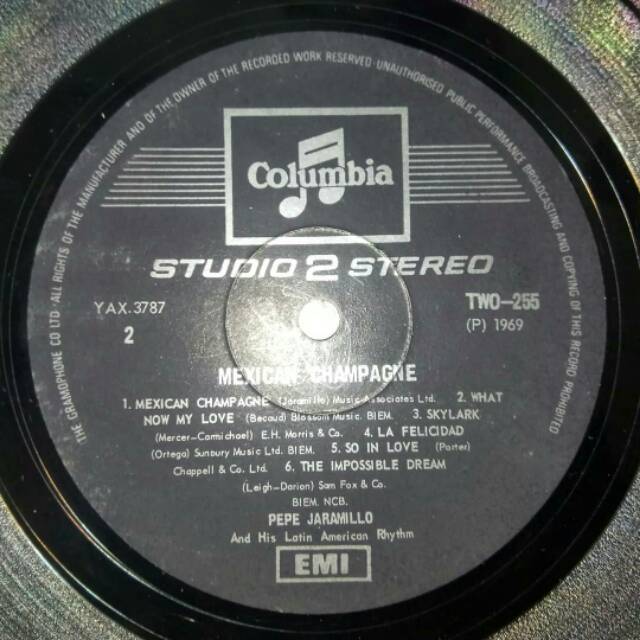 THE GRAMOPHONE CO LTD · ALL RIGHTS OF THE MANUFACTURER AND OF THE OWNER OF THE RECORDED WORK RESERVED · UNAUTHORISED PUBLIC PERFORMANCE BROADCASTING AND COPYING OF THIS RECORD PROHIBITED
Columbia
STUDIO 2 STEREO
YAX.3787
2
TWO-255
(P) 1969
MEXICAN CHAMPAGNE
1. MEXICAN CHAMPAGNE (Jaramillo) Music Associates Ltd. 2. WHAT
NOW MY LOVE (Becaud) Blossom Music. BIEM. 3. SKYLARK
(Mercer-Carmichael) E.H. Morris & Co. 4. LA FELICIDAD
(Ortega) Sunbury Music Ltd. BIEM. 5. SO IN LOVE (Porter)
Chappell & Co. Ltd. 6. THE IMPOSSIBLE DREAM
(Leigh-Darion) Sam Fox & Co.
BIEM. NCB.
PEPE JARAMILLO
And His Latin American Rhythm
EMI